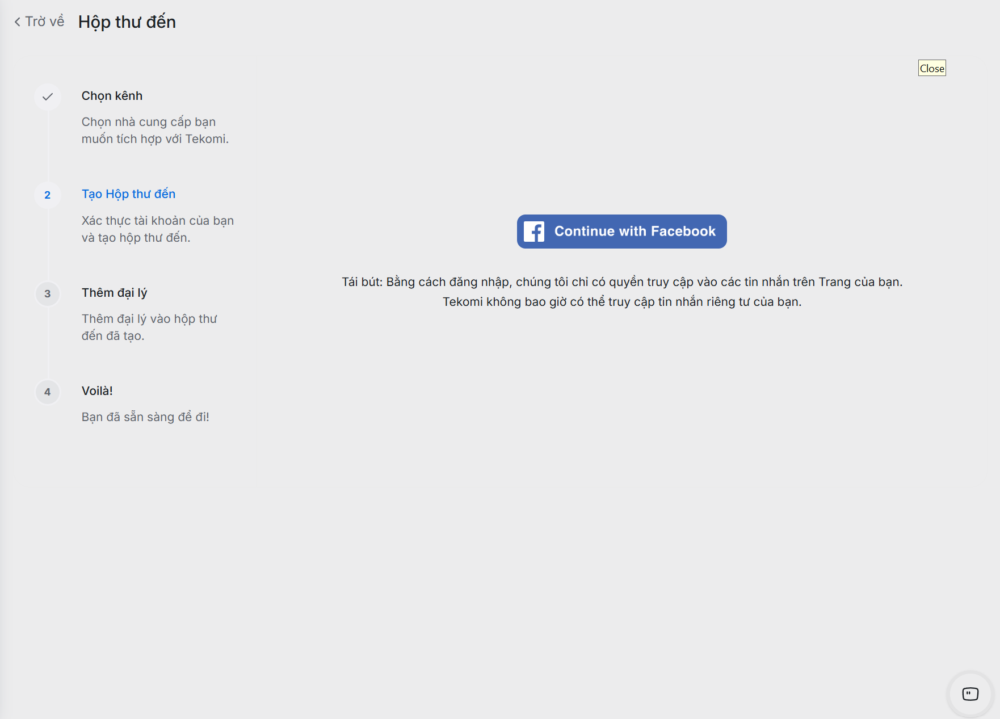 Trờ về Hộp thư đến
Close
Chọn kênh
Chọn nhà cung cấp bạn
muốn tích hợp với Tekomi.
2 Tạo Hộp thư đến
Xác thực tài khoản của bạn
và tạo hộp thư đến.
3 Thêm đại lý
Thêm đại lý vào hộp thư
đến đã tạo.
4 Voilà!
Bạn đã sẵn sàng để đi!
Continue with Facebook
Tái bút: Bằng cách đăng nhập, chúng tôi chỉ có quyền truy cập vào các tin nhắn trên Trang của bạn.
Tekomi không bao giờ có thể truy cập tin nhắn riêng tư của bạn.